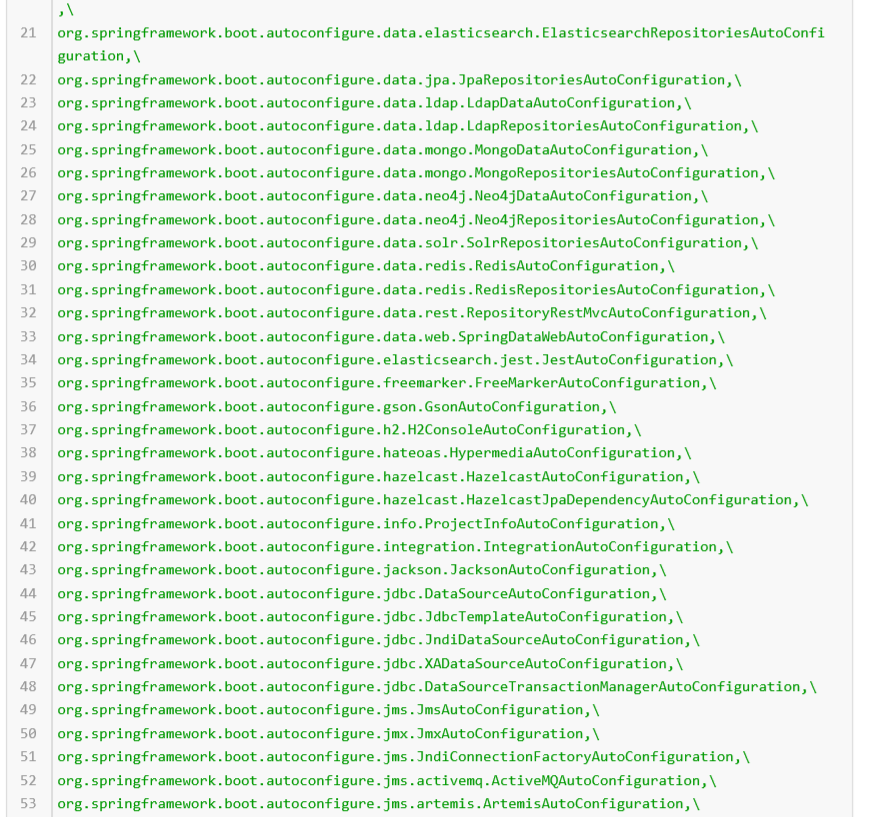 ,\
21 org.springframework.boot.autoconfigure.data.elasticsearch.ElasticsearchRepositoriesAutoConfi
guration,\
22 org.springframework.boot.autoconfigure.data.jpa.JpaRepositoriesAutoConfiguration,\
23 org.springframework.boot.autoconfigure.data.ldap.LdapDataAutoConfiguration,\
24 org.springframework.boot.autoconfigure.data.ldap.LdapRepositoriesAutoConfiguration,\
25 org.springframework.boot.autoconfigure.data.mongo.MongoDataAutoConfiguration,\
26 org.springframework.boot.autoconfigure.data.mongo.MongoRepositoriesAutoConfiguration,\
27 org.springframework.boot.autoconfigure.data.neo4j.Neo4jDataAutoConfiguration,\
28 org.springframework.boot.autoconfigure.data.neo4j.Neo4jRepositoriesAutoConfiguration,\
29 org.springframework.boot.autoconfigure.data.solr.SolrRepositoriesAutoConfiguration,\
30 org.springframework.boot.autoconfigure.data.redis.RedisAutoConfiguration,\
31 org.springframework.boot.autoconfigure.data.redis.RedisRepositoriesAutoConfiguration,\
32 org.springframework.boot.autoconfigure.data.rest.RepositoryRestMvcAutoConfiguration,\
33 org.springframework.boot.autoconfigure.data.web.SpringDataWebAutoConfiguration,\
34 org.springframework.boot.autoconfigure.elasticsearch.jest.JestAutoConfiguration,\
35 org.springframework.boot.autoconfigure.freemarker.FreeMarkerAutoConfiguration,\
36 org.springframework.boot.autoconfigure.gson.GsonAutoConfiguration,\
37 org.springframework.boot.autoconfigure.h2.H2ConsoleAutoConfiguration,\
38 org.springframework.boot.autoconfigure.hateoas.HypermediaAutoConfiguration,\
39 org.springframework.boot.autoconfigure.hazelcast.HazelcastAutoConfiguration,\
40 org.springframework.boot.autoconfigure.hazelcast.HazelcastJpaDependencyAutoConfiguration,\
41 org.springframework.boot.autoconfigure.info.ProjectInfoAutoConfiguration,\
42 org.springframework.boot.autoconfigure.integration.IntegrationAutoConfiguration,\
43 org.springframework.boot.autoconfigure.jackson.JacksonAutoConfiguration,\
44 org.springframework.boot.autoconfigure.jdbc.DataSourceAutoConfiguration,\
45 org.springframework.boot.autoconfigure.jdbc.JdbcTemplateAutoConfiguration,\
46 org.springframework.boot.autoconfigure.jdbc.JndiDataSourceAutoConfiguration,\
47 org.springframework.boot.autoconfigure.jdbc.XADataSourceAutoConfiguration,\
48 org.springframework.boot.autoconfigure.jdbc.DataSourceTransactionManagerAutoConfiguration,\
49 org.springframework.boot.autoconfigure.jms.JmsAutoConfiguration,\
50 org.springframework.boot.autoconfigure.jmx.JmxAutoConfiguration,\
51 org.springframework.boot.autoconfigure.jms.JndiConnectionFactoryAutoConfiguration,\
52 org.springframework.boot.autoconfigure.jms.activemq.ActiveMQAutoConfiguration,\
53 org.springframework.boot.autoconfigure.jms.artemis.ArtemisAutoConfiguration,\